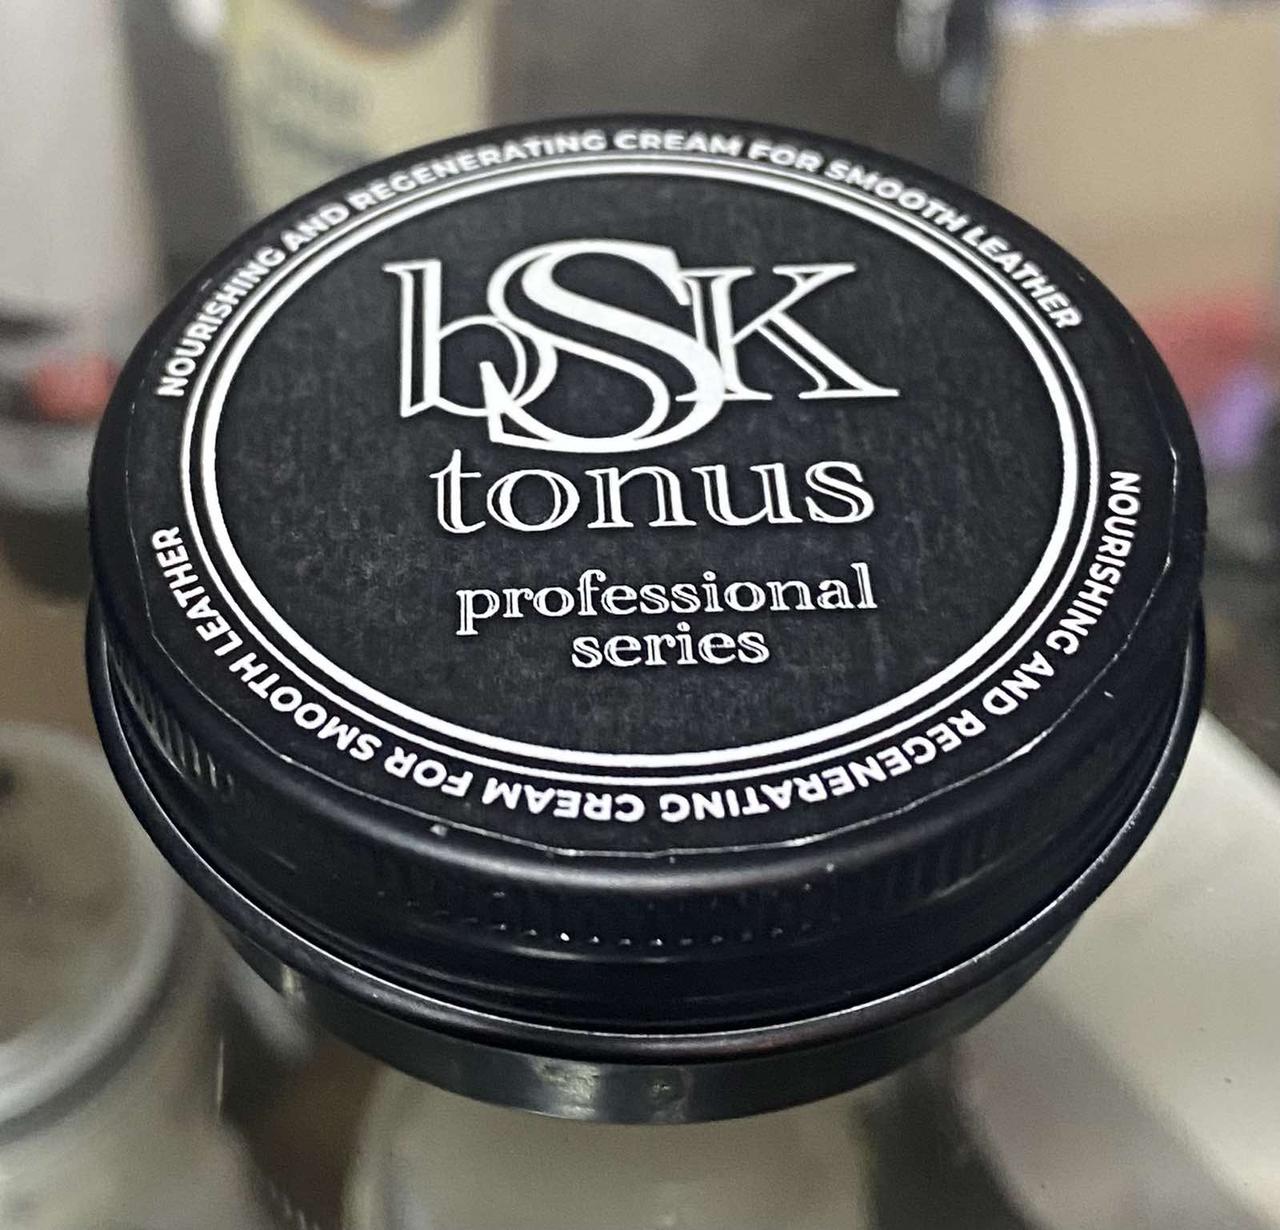 NOURISHING AND REGENERATING CREAM FOR SMOOTH LEATHER
bSK
tonus
professional
series
NOURISHING AND REGENERATING CREAM FOR SMOOTH LEATHER